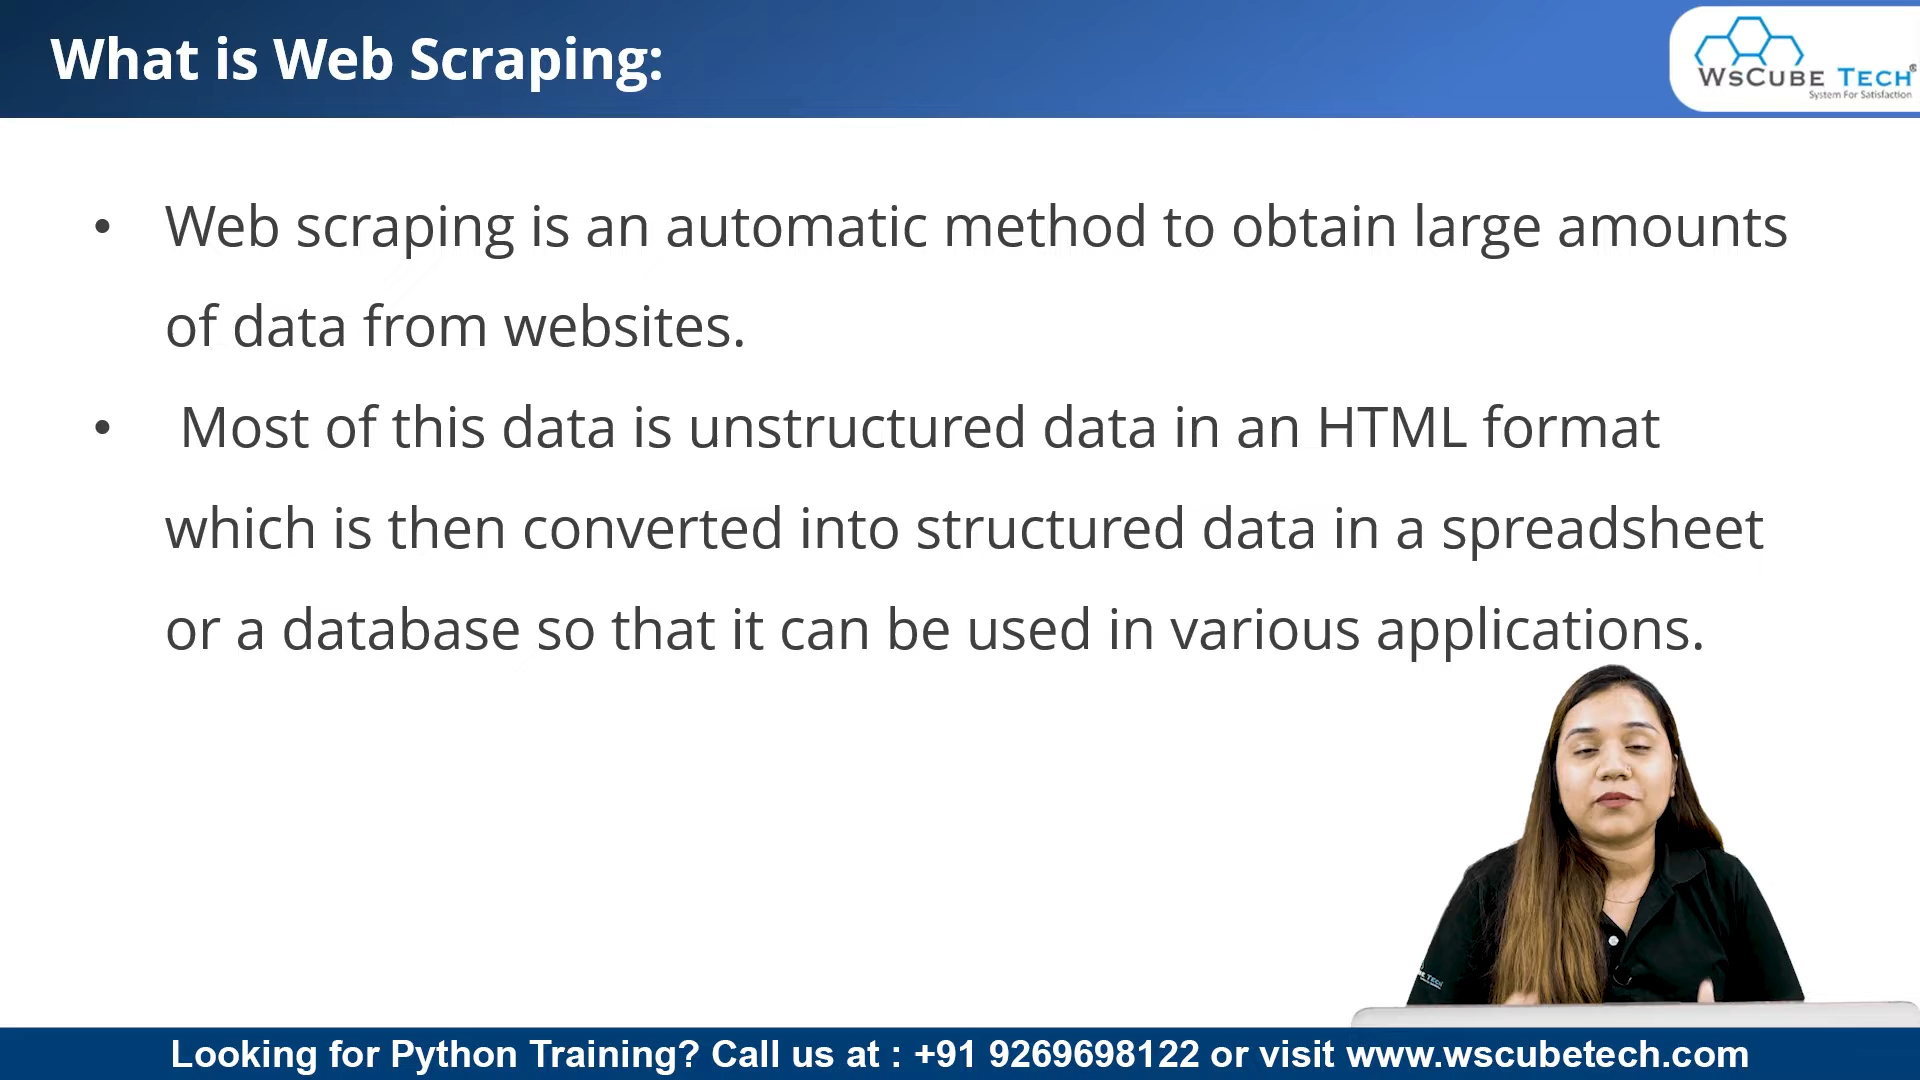 What is Web Scraping:
WSCUBE TECH®
System For Satisfaction
• Web scraping is an automatic method to obtain large amounts
of data from websites.
• Most of this data is unstructured data in an HTML format
which is then converted into structured data in a spreadsheet
or a database so that it can be used in various applications.
Looking for Python Training? Call us at : +91 9269698122 or visit www.wscubetech.com